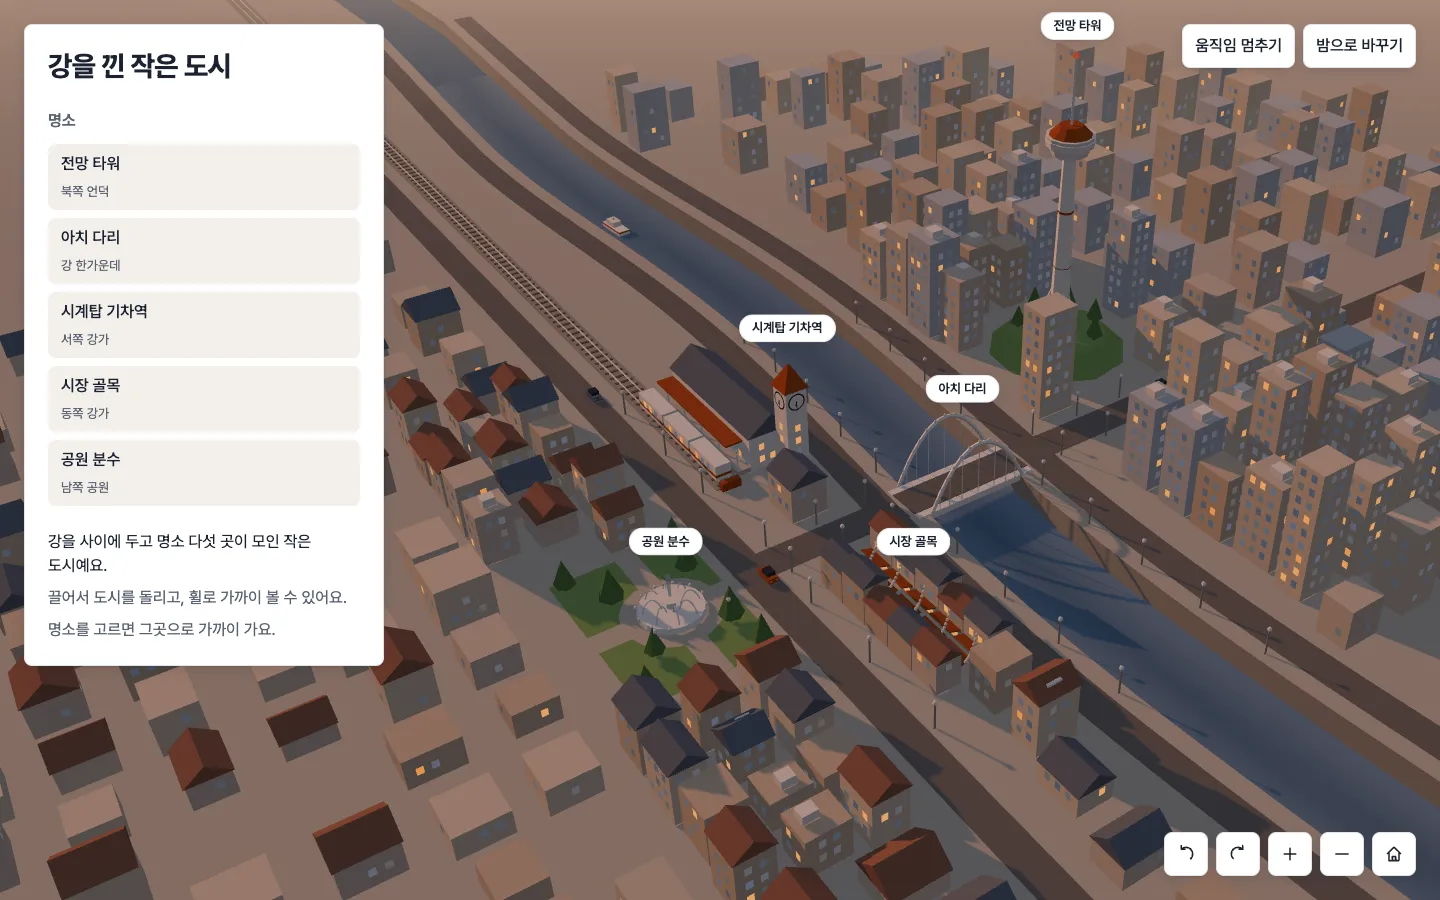 강을 낀 작은 도시
명소
전망 타워
북쪽 언덕
아치 다리
강 한가운데
시계탑 기차역
서쪽 강가
시장 골목
동쪽 강가
공원 분수
남쪽 공원
강을 사이에 두고 명소 다섯 곳이 모인 작은
도시예요.
끌어서 도시를 돌리고, 휠로 가까이 볼 수 있어요.
명소를 고르면 그곳으로 가까이 가요.
전망 타워
움직임 멈추기
밤으로 바꾸기
시계탑 기차역
아치 다리
공원 분수
시장 골목